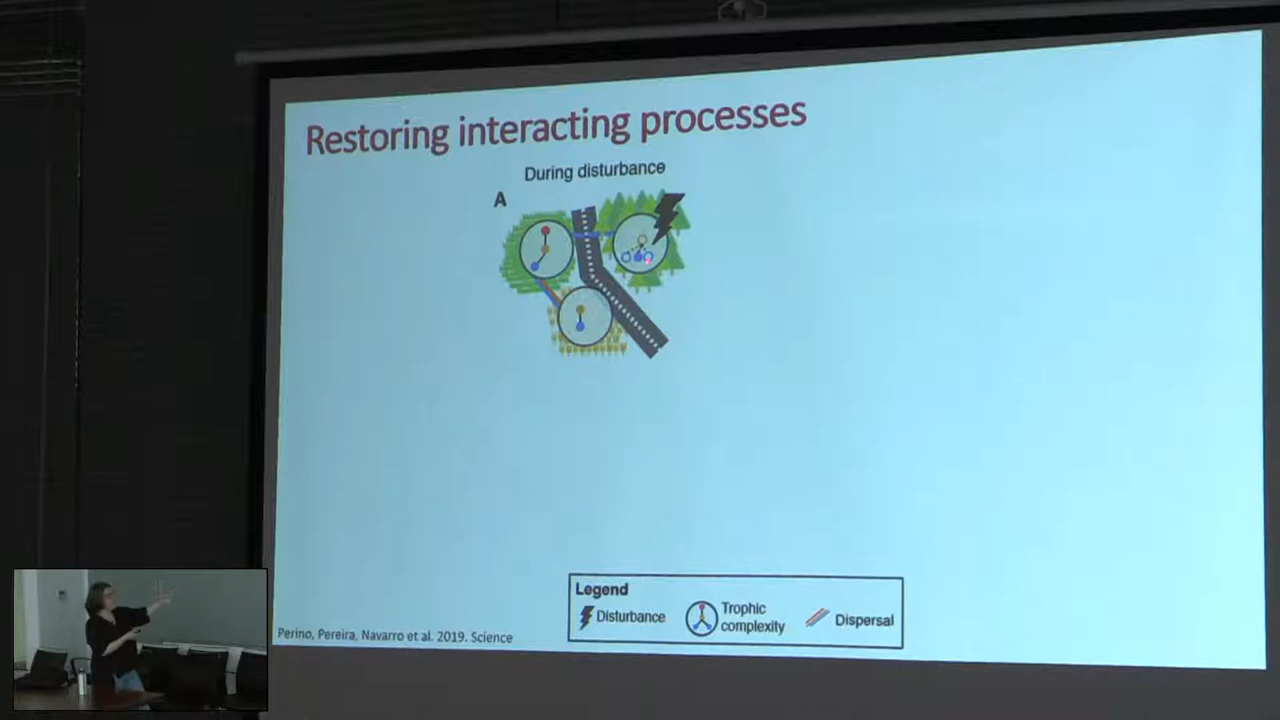 Restoring interacting processes
During disturbance
A
Legend
Disturbance
Trophic
complexity
Dispersal
Perino, Pereira, Navarro et al. 2019. Science